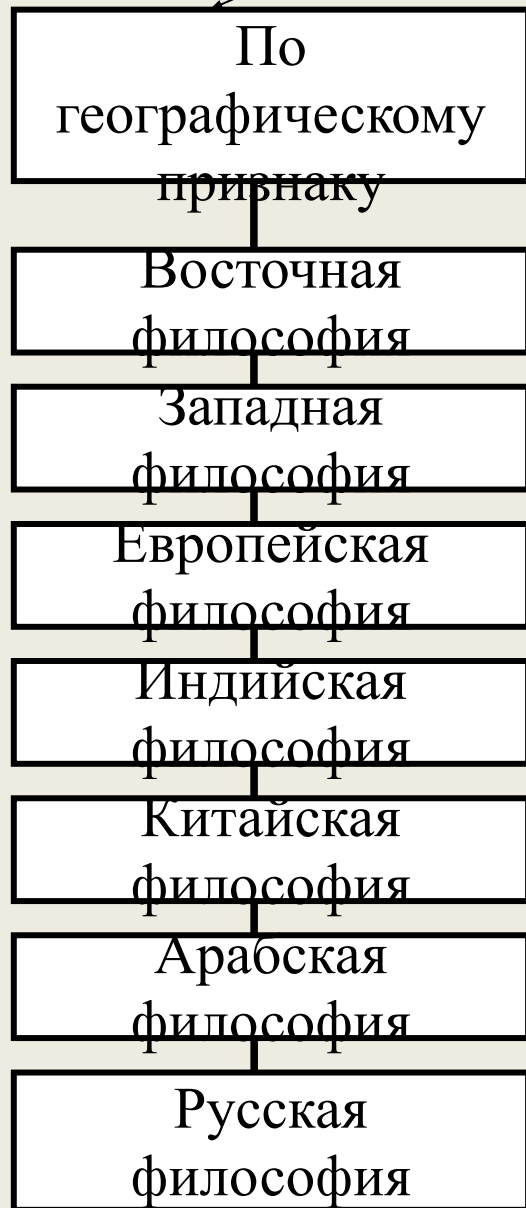 По
географическому
признаку
Восточная
философия
Западная
философия
Европейская
философия
Индийская
философия
Китайская
философия
Арабская
философия
Русская
философия